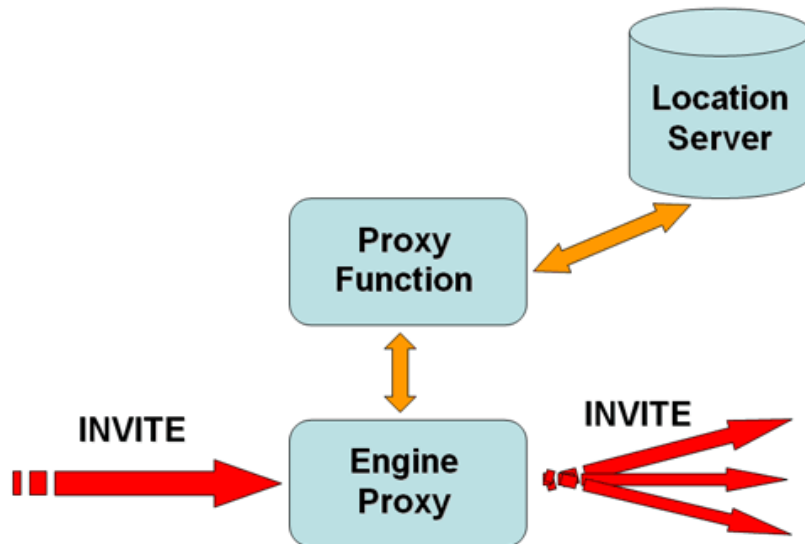 Location
Server
Proxy
Function
INVITE
INVITE
Engine
Proxy